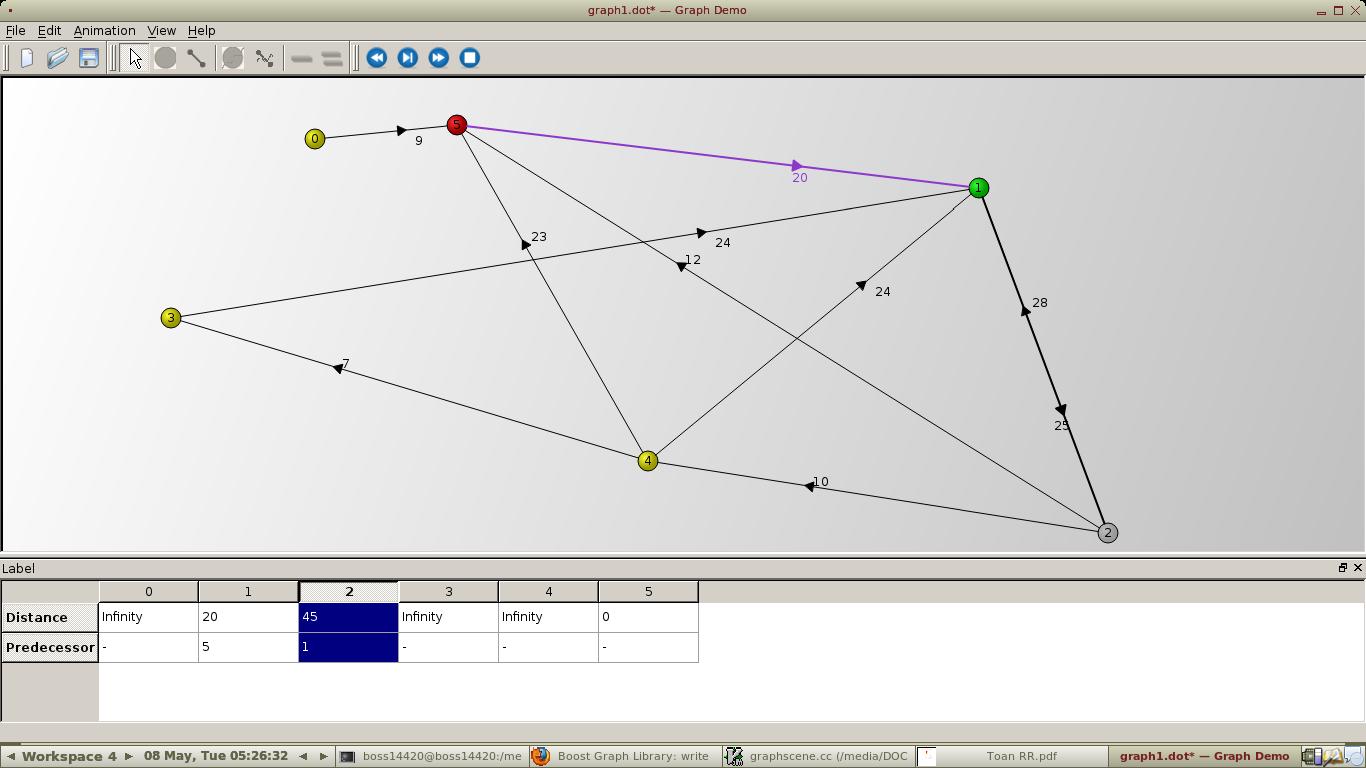 graph1.dot* — Graph Demo
File Edit Animation View Help
0
9
5
20
1
23
24
12
24
28
3
7
25
4
10
2
Label
0 1 2 3 4 5
Distance Infinity 20 45 Infinity Infinity 0
Predecessor - 5 1 - - -
Workspace 4 08 May, Tue 05:26:32 boss14420@boss14420:/me Boost Graph Library: write graphscene.cc (/media/DOC Toan RR.pdf graph1.dot* — Graph Demo